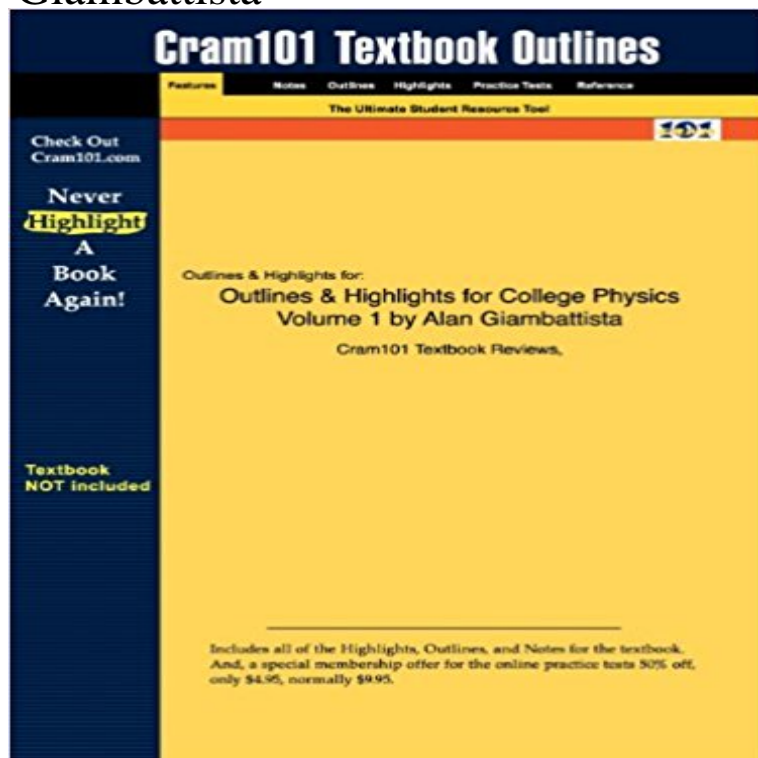 Giambattista
Cram101 Textbook Outlines
Features Notes Outlines Highlights Practice Tests Reference
The Ultimate Student Resource Tool
101
Check Out
Cram101.com
Never
Highlight
A
Book
Again!
Outlines & Highlights for:
Outlines & Highlights for College Physics
Volume 1 by Alan Giambattista
Cram101 Textbook Reviews,
Textbook
NOT included
Includes all of the Highlights, Outlines, and Notes for the textbook.
And, a special membership offer for the online practice tests 50% off,
only $4.95, normally $9.95.